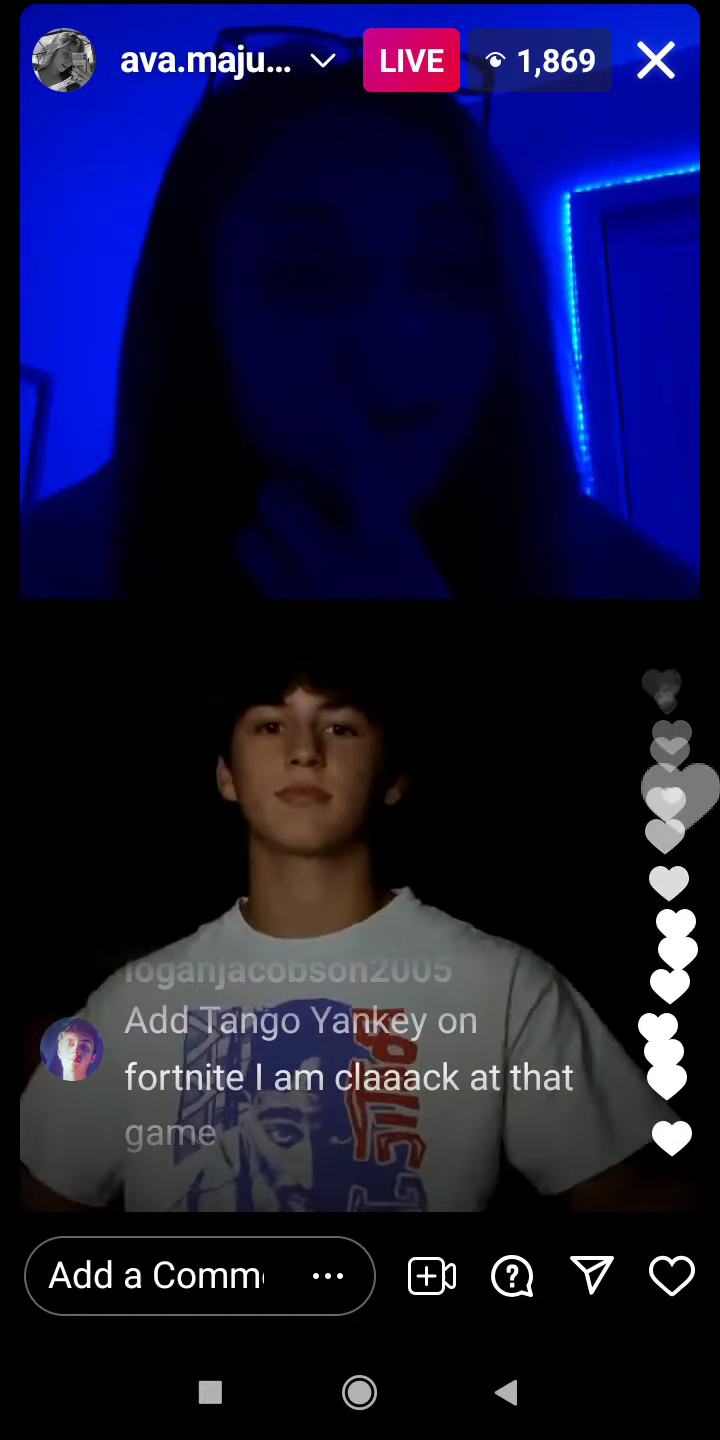 ava.maju...
LIVE
1,869
loganjacobson2005
Add Tango Yankey on
fortnite I am claaack at that
game
Add a Comm